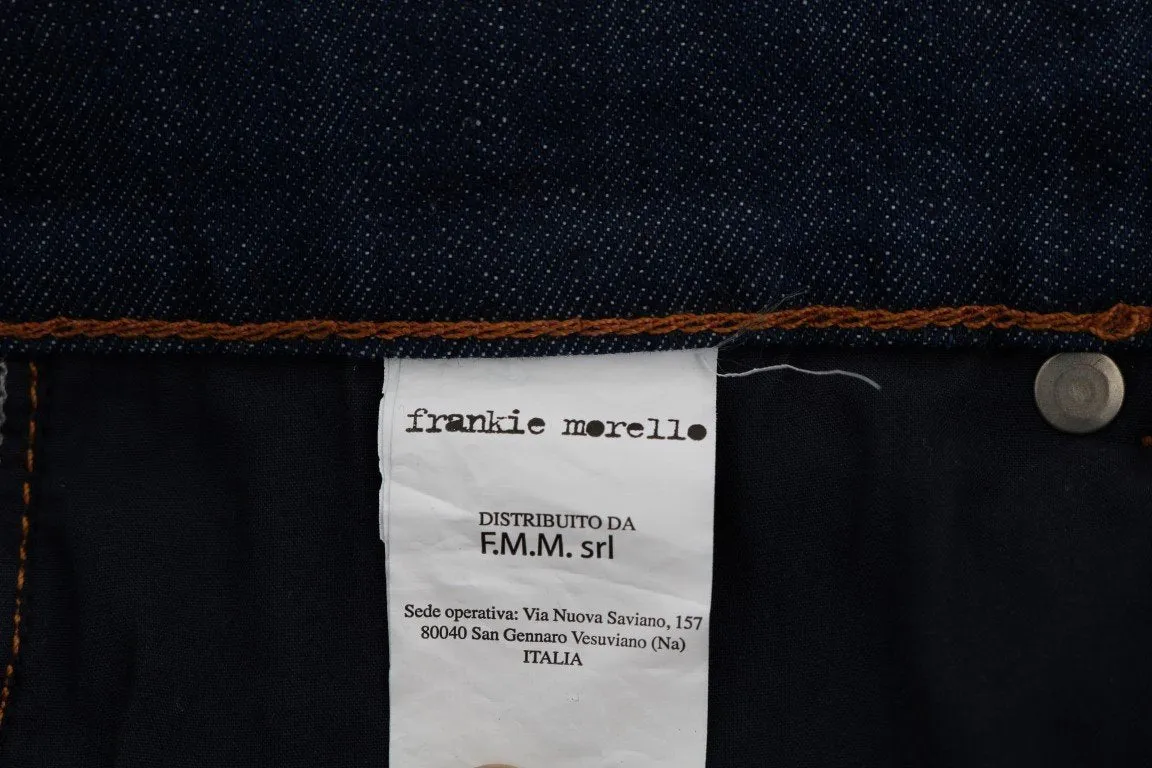 frankie morello
DISTRIBUITO DA
F.M.M. srl
Sede operativa: Via Nuova Saviano, 157
80040 San Gennaro Vesuviano (Na)
ITALIA